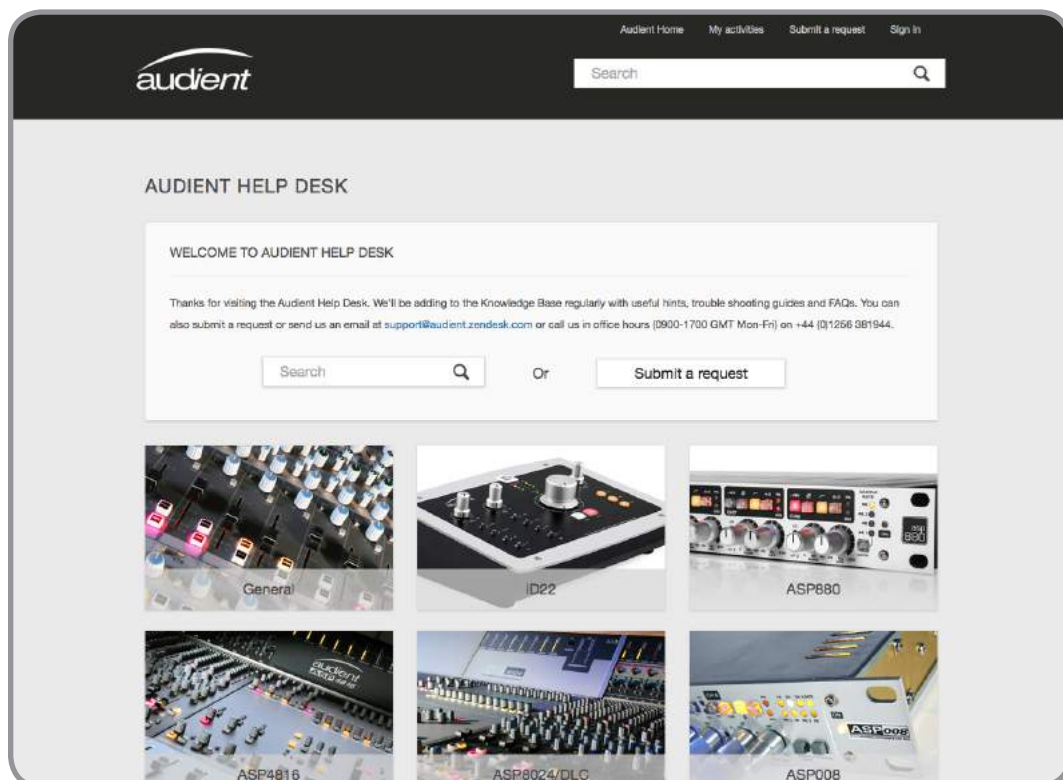 Audient Home My activities Submit a request Sign in
audient
Search
AUDIENT HELP DESK
WELCOME TO AUDIENT HELP DESK
Thanks for visiting the Audient Help Desk. We'll be adding to the Knowledge Base regularly with useful hints, trouble shooting guides and FAQs. You can
also submit a request or send us an email at support@audient.zendesk.com or call us in office hours (0900-1700 GMT Mon-Fri) on +44 (0)1256 381944.
Search Or Submit a request
asp
880
General iD22 ASP880
audient
ASP008
ASP4816 ASP8024/DLC ASP008